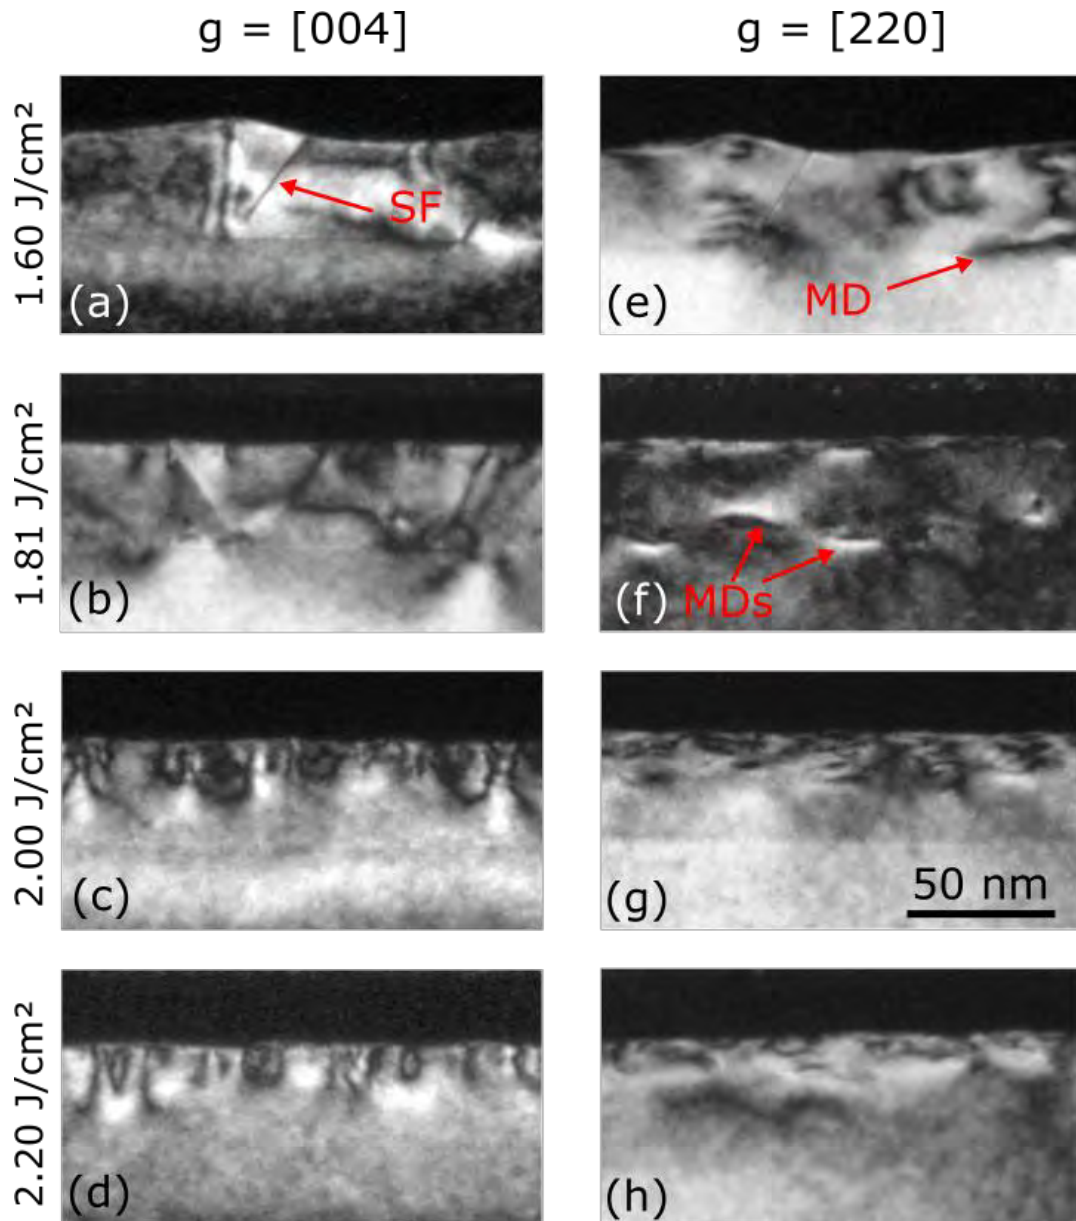 g = [004]
g = [220]
1.60 J/cm²
SF
(a)
MD
(e)
1.81 J/cm²
(b)
(f)
MDs
2.00 J/cm²
(c)
50 nm
(g)
2.20 J/cm²
(d)
(h)